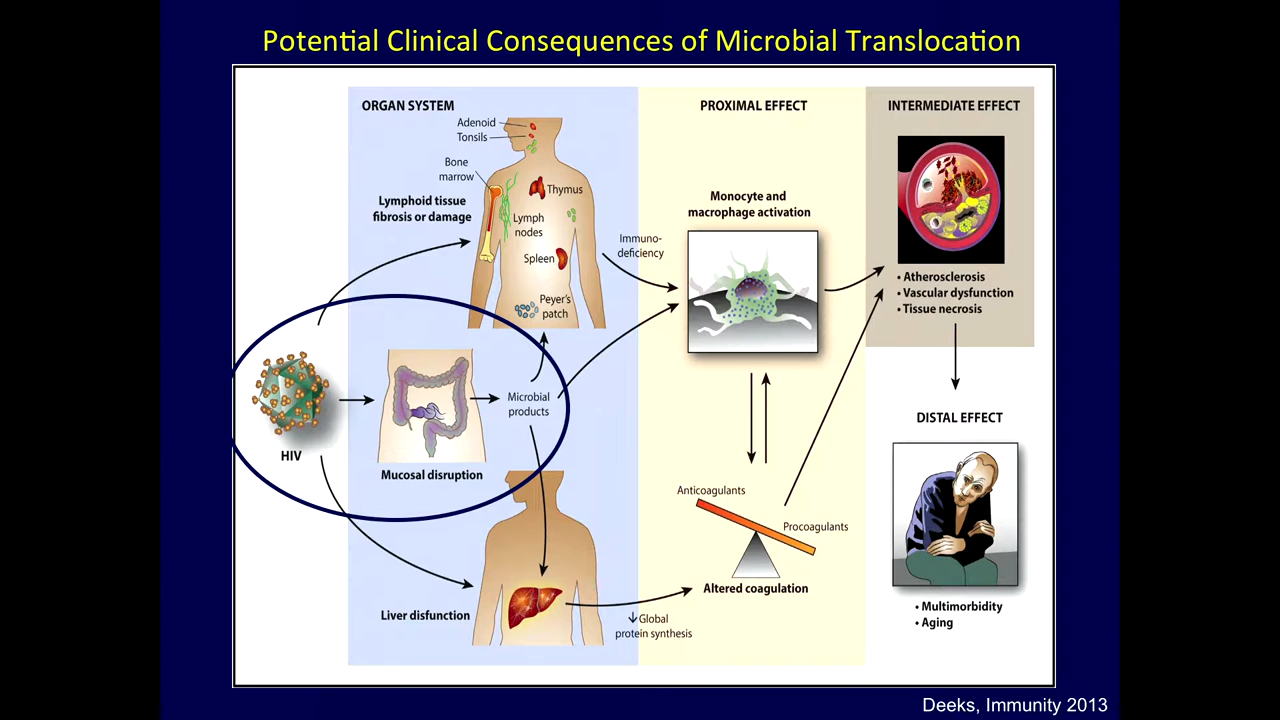 Potential Clinical Consequences of Microbial Translocation
ORGAN SYSTEM
PROXIMAL EFFECT
INTERMEDIATE EFFECT
Adenoid
Tonsils
Bone
marrow
Thymus
Lymphoid tissue
fibrosis or damage
Lymph
nodes
Spleen
Peyer's
patch
Immuno-
deficiency
Monocyte and
macrophage activation
• Atherosclerosis
• Vascular dysfunction
• Tissue necrosis
HIV
Mucosal disruption
Microbial
products
DISTAL EFFECT
Anticoagulants
Procoagulants
Altered coagulation
Liver disfunction
↓ Global
protein synthesis
• Multimorbidity
• Aging
Deeks, Immunity 2013